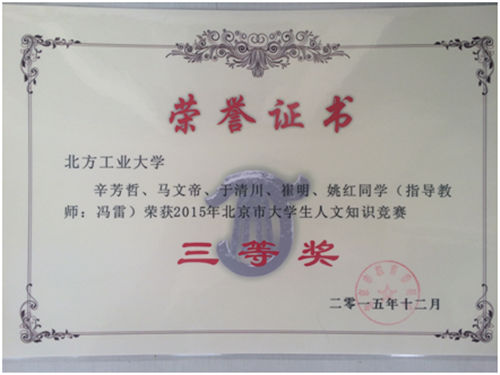 荣誉证书
北方工业大学
辛芳哲、马文帝、于清川、崔明、姚红同学（指导教
师：冯雷）荣获2015年北京市大学生人文知识竞赛
三等奖
二零一五年十二月